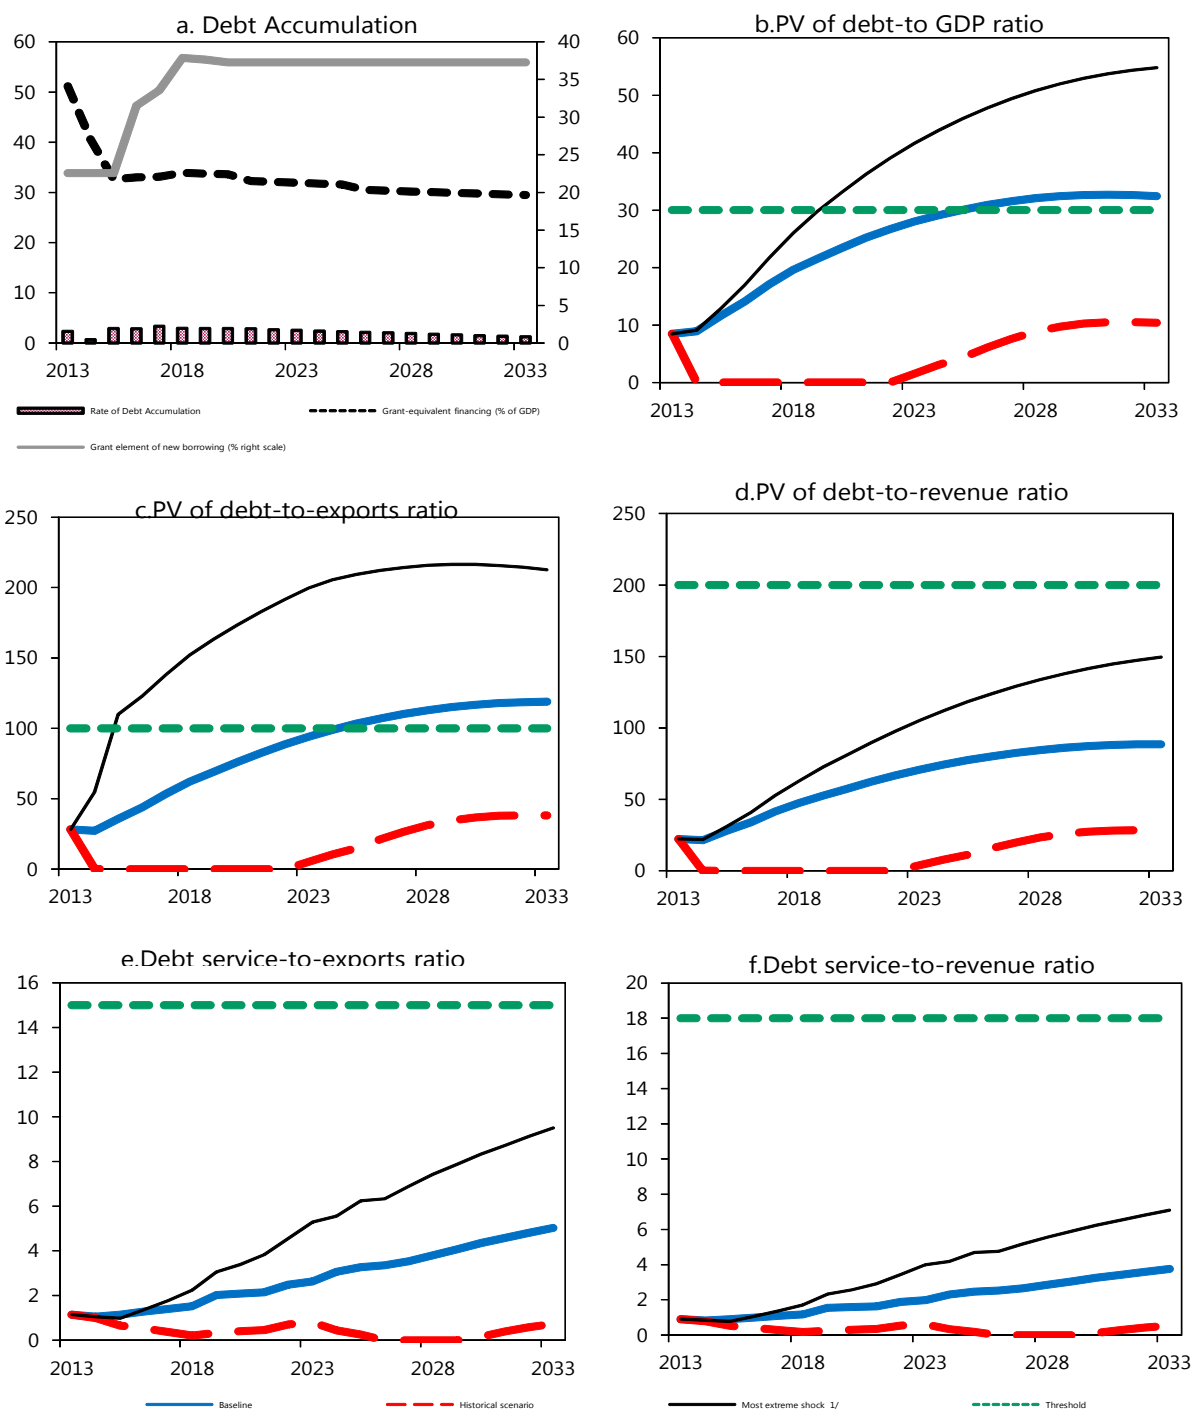 a. Debt Accumulation
60
50
40
30
20
10
0
40
35
30
25
20
15
10
5
0
2013 2018 2023 2028 2033
Rate of Debt Accumulation
Grant-equivalent financing (% of GDP)
Grant element of new borrowing (% right scale)
b.PV of debt-to GDP ratio
60
50
40
30
20
10
0
2013 2018 2023 2028 2033
c.PV of debt-to-exports ratio
250
200
150
100
50
0
2013 2018 2023 2028 2033
d.PV of debt-to-revenue ratio
250
200
150
100
50
0
2013 2018 2023 2028 2033
e.Debt service-to-exports ratio
16
14
12
10
8
6
4
2
0
2013 2018 2023 2028 2033
f.Debt service-to-revenue ratio
20
18
16
14
12
10
8
6
4
2
0
2013 2018 2023 2028 2033
Baseline
Historical scenario
Most extreme shock 1/
Threshold